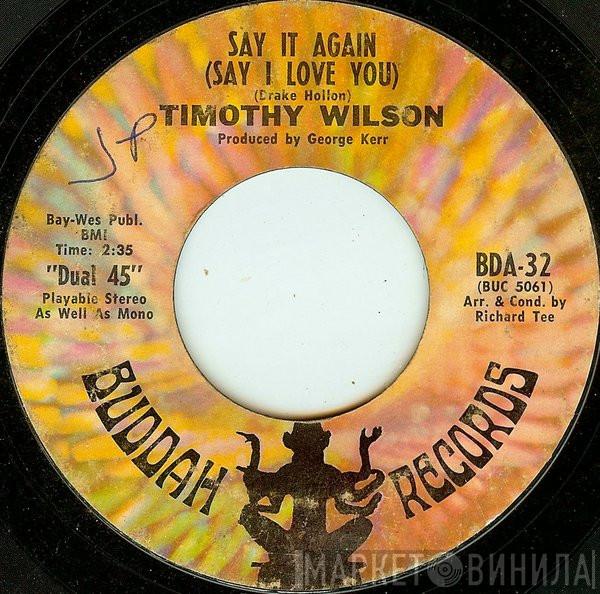 SAY IT AGAIN
(SAY I LOVE YOU)
(Drake Hollon)
TIMOTHY WILSON
Produced by George Kerr
JP
Bay-Wes Publ.
BMI
Time: 2:35
"Dual 45"
Playable Stereo
As Well As Mono
BDA-32
(BUC 5061)
Arr. & Cond. by
Richard Tee
BUDDAH RECORDS
МАРКЕТ ВИНИЛА